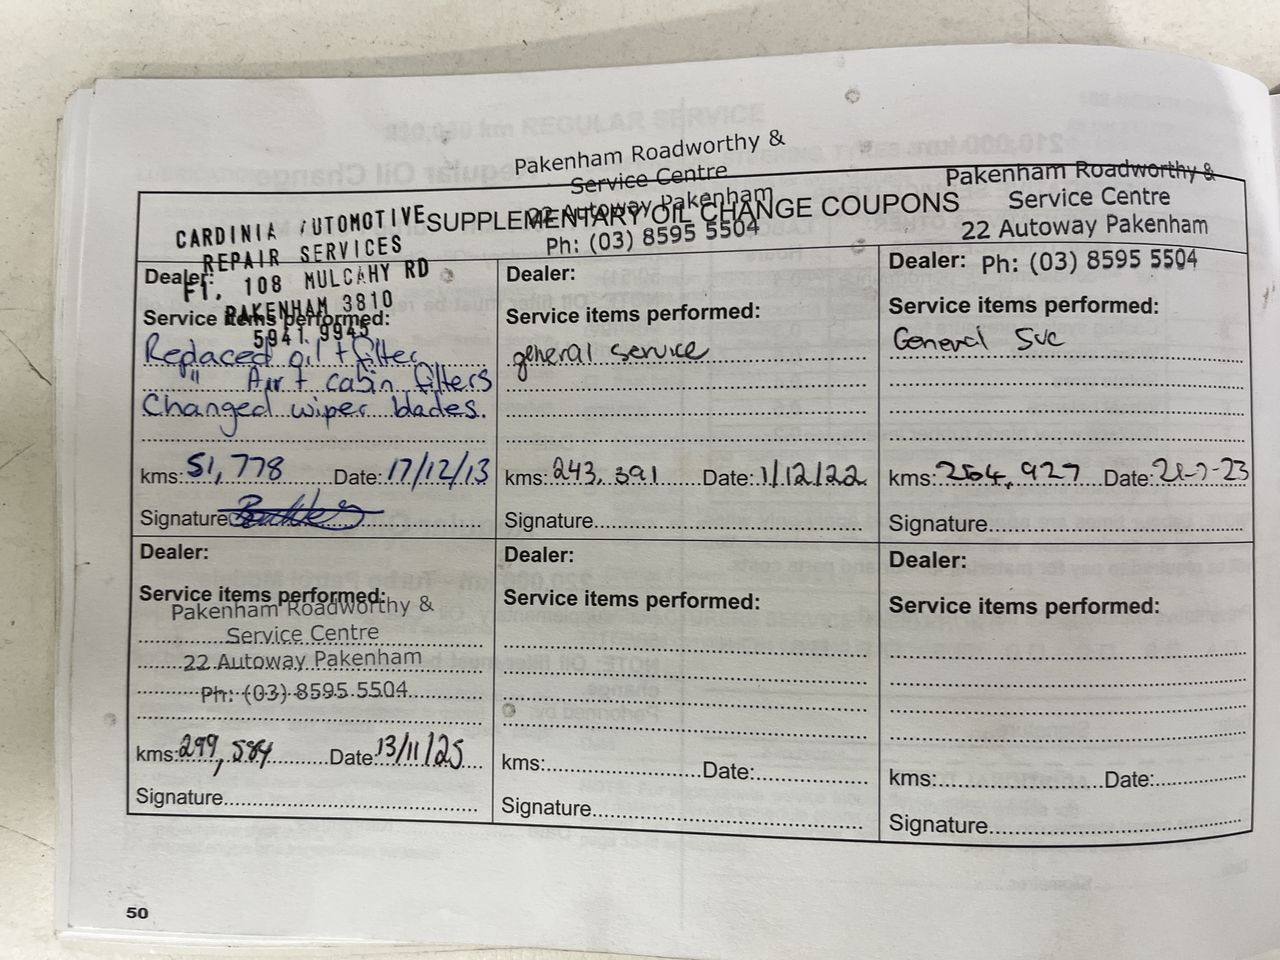 Pakenham Roadworthy &
Service Centre
22 Autoway Pakenham
Ph: (03) 8595 5504
Pakenham Roadworthy &
Service Centre
22 Autoway Pakenham
Ph: (03) 8595 5504
SUPPLEMENTARY OIL CHANGE COUPONS
CARDINIA AUTOMOTIVE
REPAIR SERVICES
F1, 108 MULCAHY RD
PAKENHAM 3810
5941 9945
Dealer:
Service items performed:
Replaced oil + filter
" Air + cabin filters
Changed wiper blades.
kms: 51,778 Date: 17/12/13
Signature
Dealer:
Service items performed:
general service
kms: 243,391 Date: 1/12/22
Signature
Dealer:
Service items performed:
General Svc
kms: 264,927 Date: 21-7-23
Signature
Dealer:
Service items performed:
Pakenham Roadworthy &
Service Centre
22 Autoway Pakenham
Ph: (03) 8595 5504
kms: 299,584 Date: 13/11/25
Signature
Dealer:
Service items performed:
kms: Date:
Signature
Dealer:
Service items performed:
kms: Date:
Signature
50